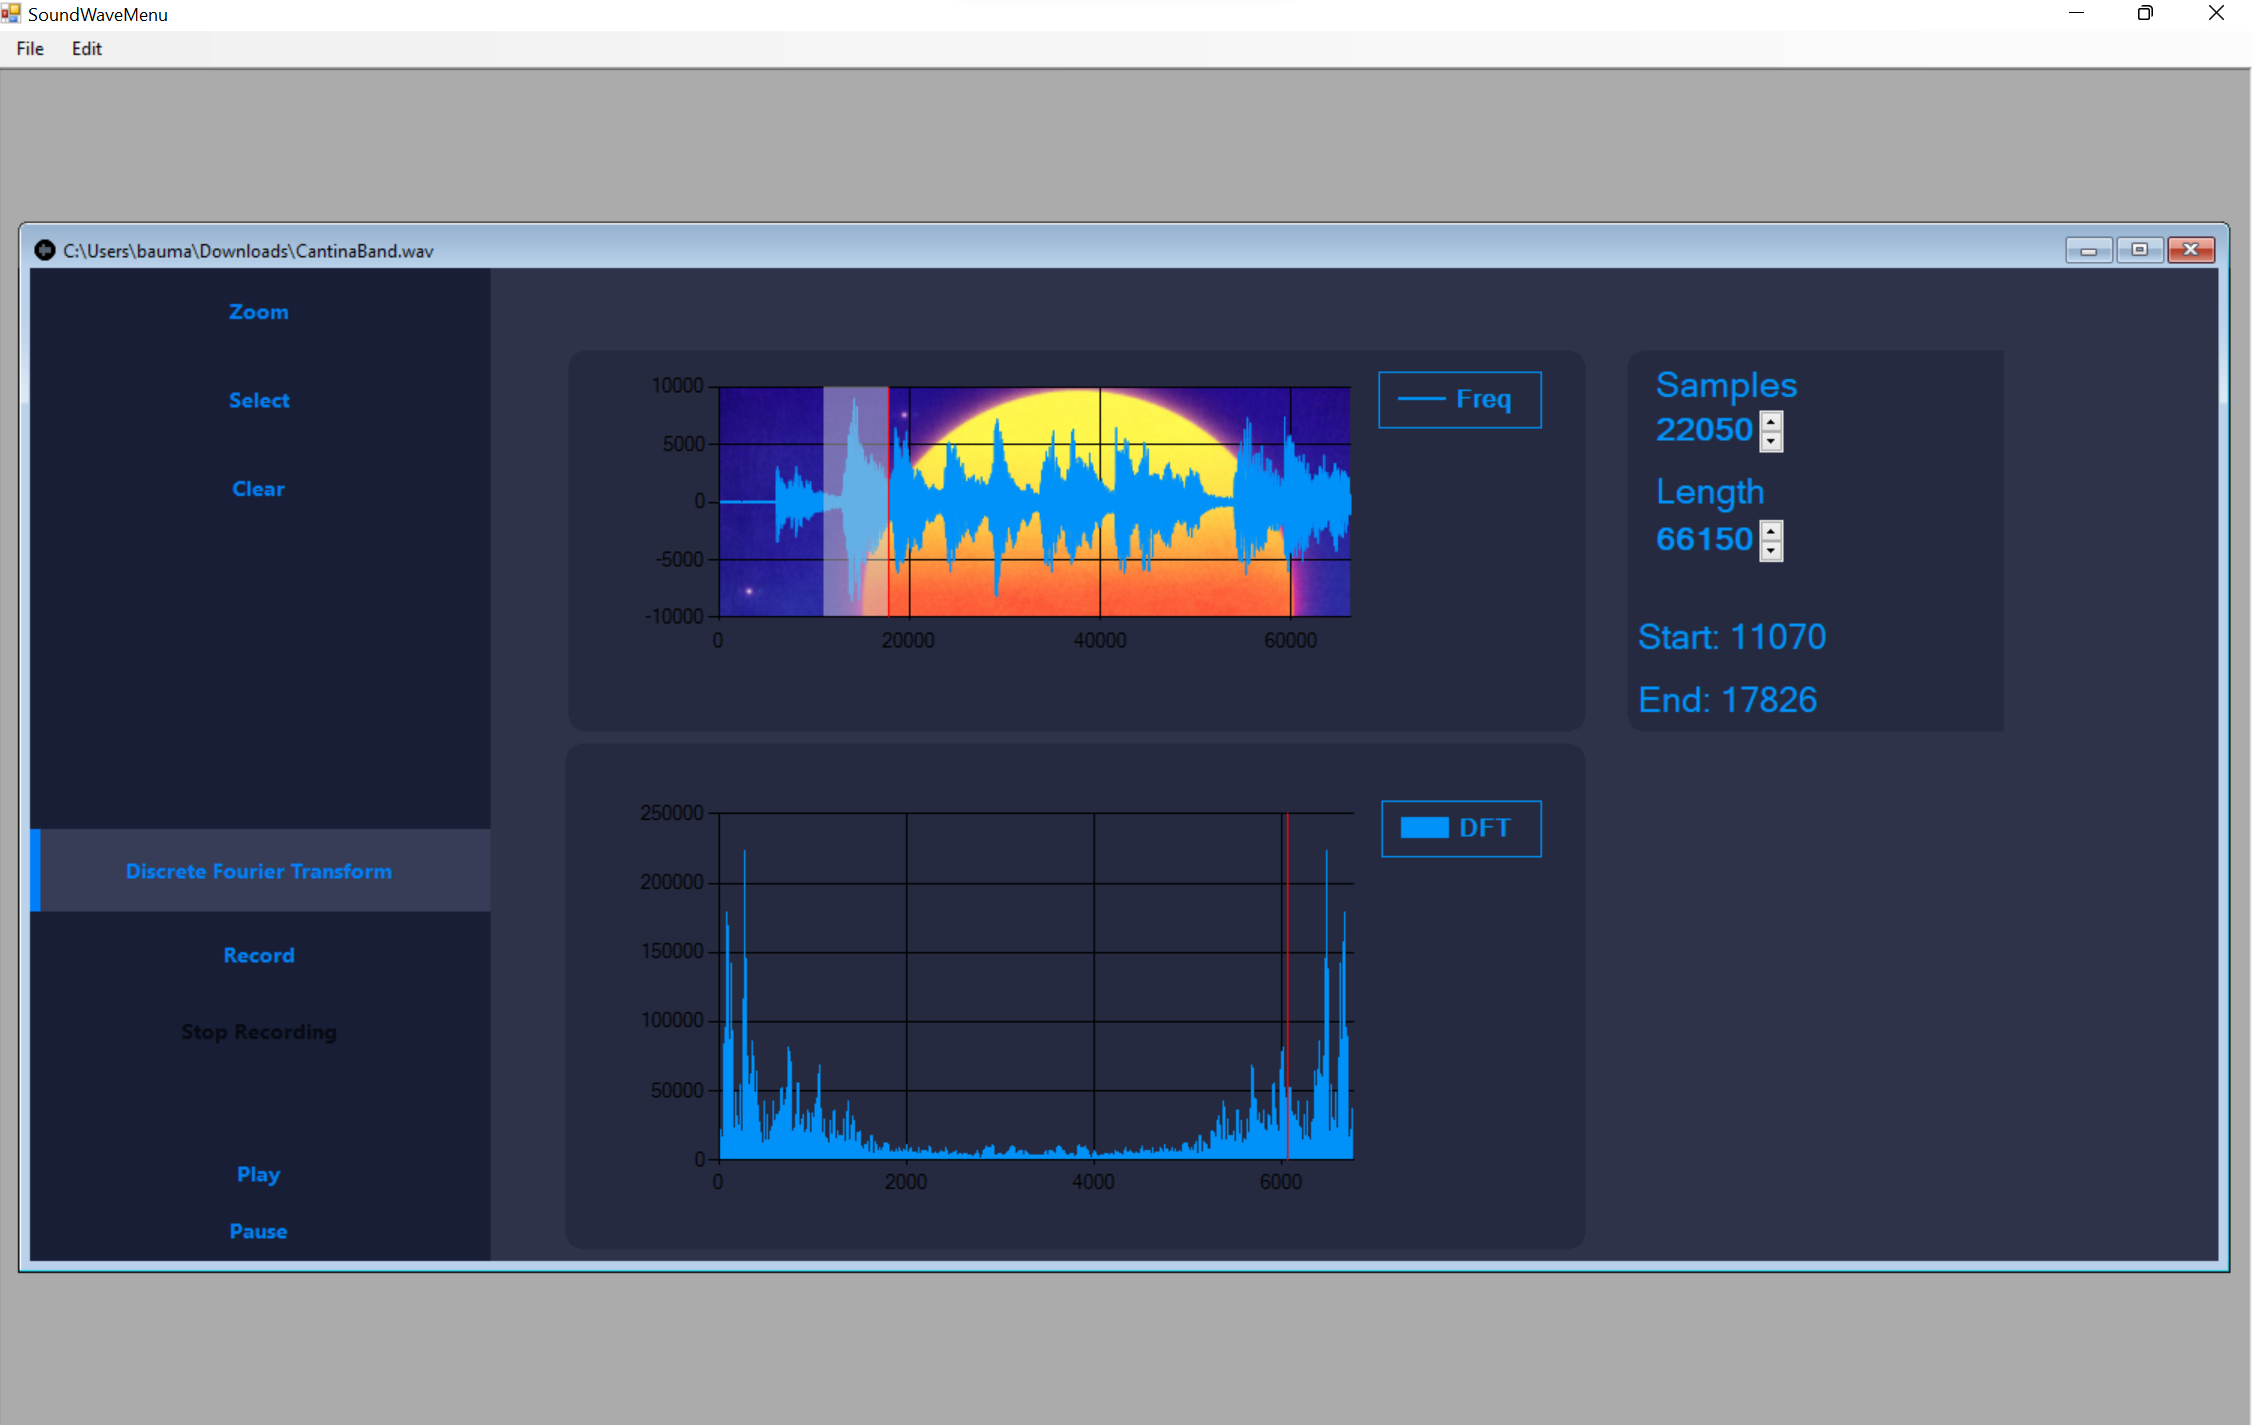 SoundWaveMenu
File Edit
C:\Users\bauma\Downloads\CantinaBand.wav
Zoom
Select
Clear
Discrete Fourier Transform
Record
Stop Recording
Play
Pause
10000
5000
0
-5000
-10000
0 20000 40000 60000
Freq
Samples
22050
Length
66150
Start: 11070
End: 17826
250000
200000
150000
100000
50000
0
0 2000 4000 6000
DFT